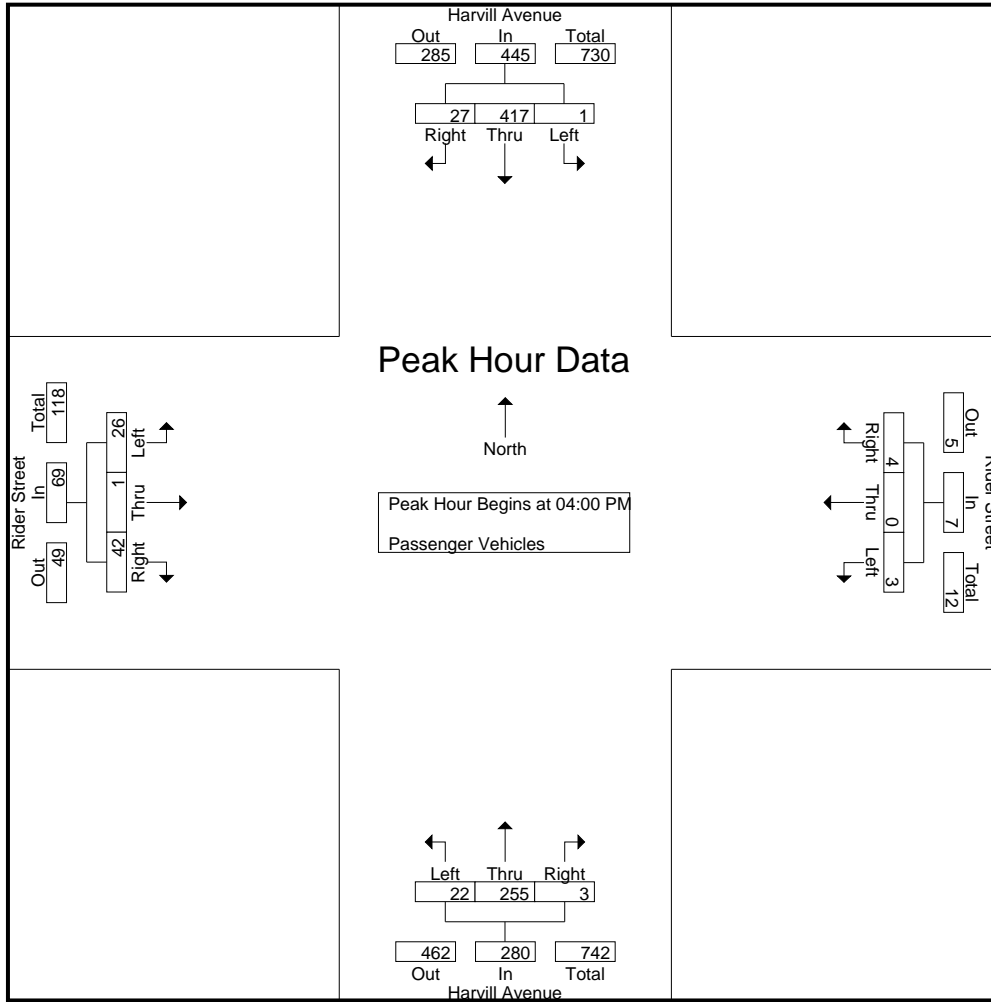 Harvill Avenue
Out In Total
285 445 730
27 417 1
Right Thru Left
Peak Hour Data
North
Peak Hour Begins at 04:00 PM
Passenger Vehicles
Rider Street
Total In Out
118 69 49
26 1 42
Left Thru Right
Rider Street
Out In Total
5 7 12
4 0 3
Right Thru Left
Left Thru Right
22 255 3
462 280 742
Out In Total
Harvill Avenue